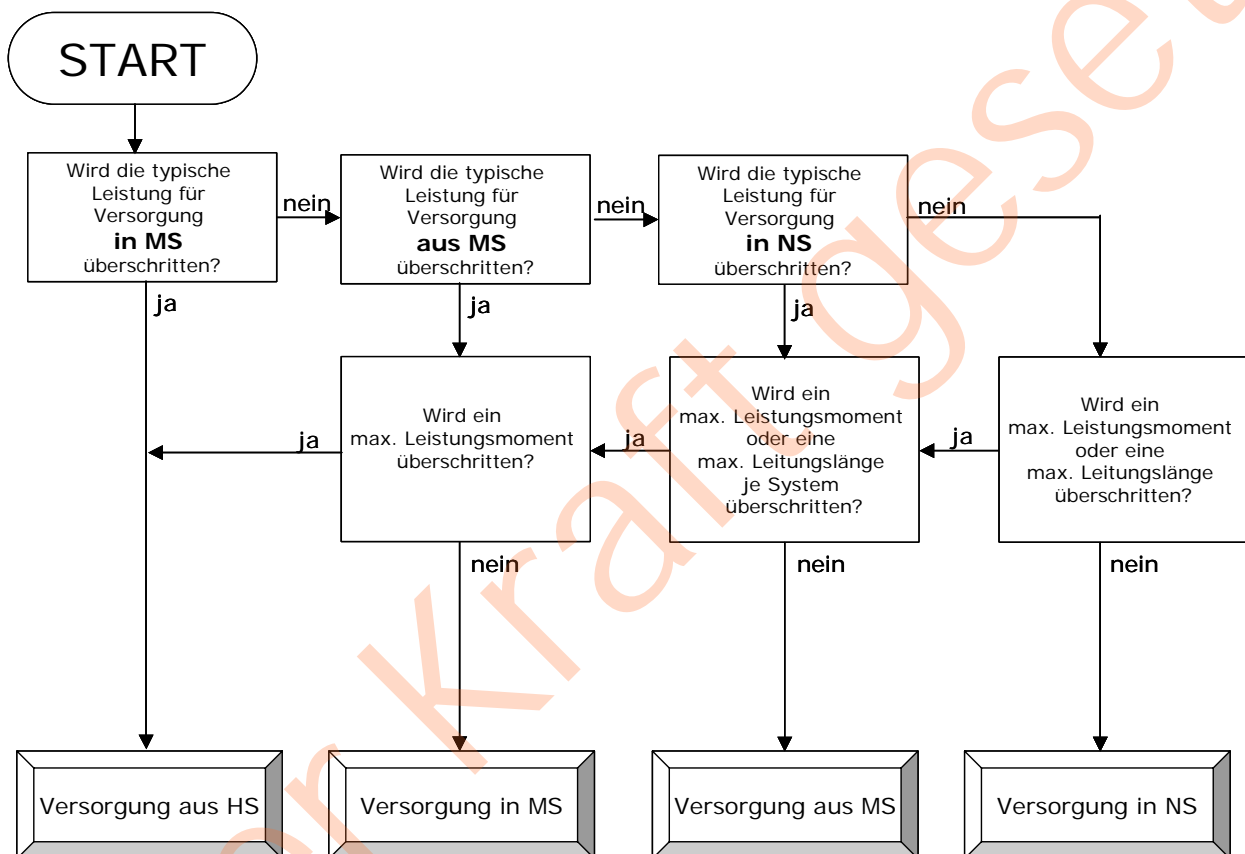 START
Wird die typische
Leistung für
Versorgung
in MS
überschritten?
nein
Wird die typische
Leistung für
Versorgung
aus MS
überschritten?
nein
Wird die typische
Leistung für
Versorgung
in NS
überschritten?
nein
ja
ja
ja
Wird ein
max. Leistungsmoment
überschritten?
ja
Wird ein
max. Leistungsmoment
oder eine
max. Leitungslänge
je System
überschritten?
ja
Wird ein
max. Leistungsmoment
oder eine
max. Leitungslänge
überschritten?
ja
nein
nein
nein
Versorgung aus HS
Versorgung in MS
Versorgung aus MS
Versorgung in NS
Kraft